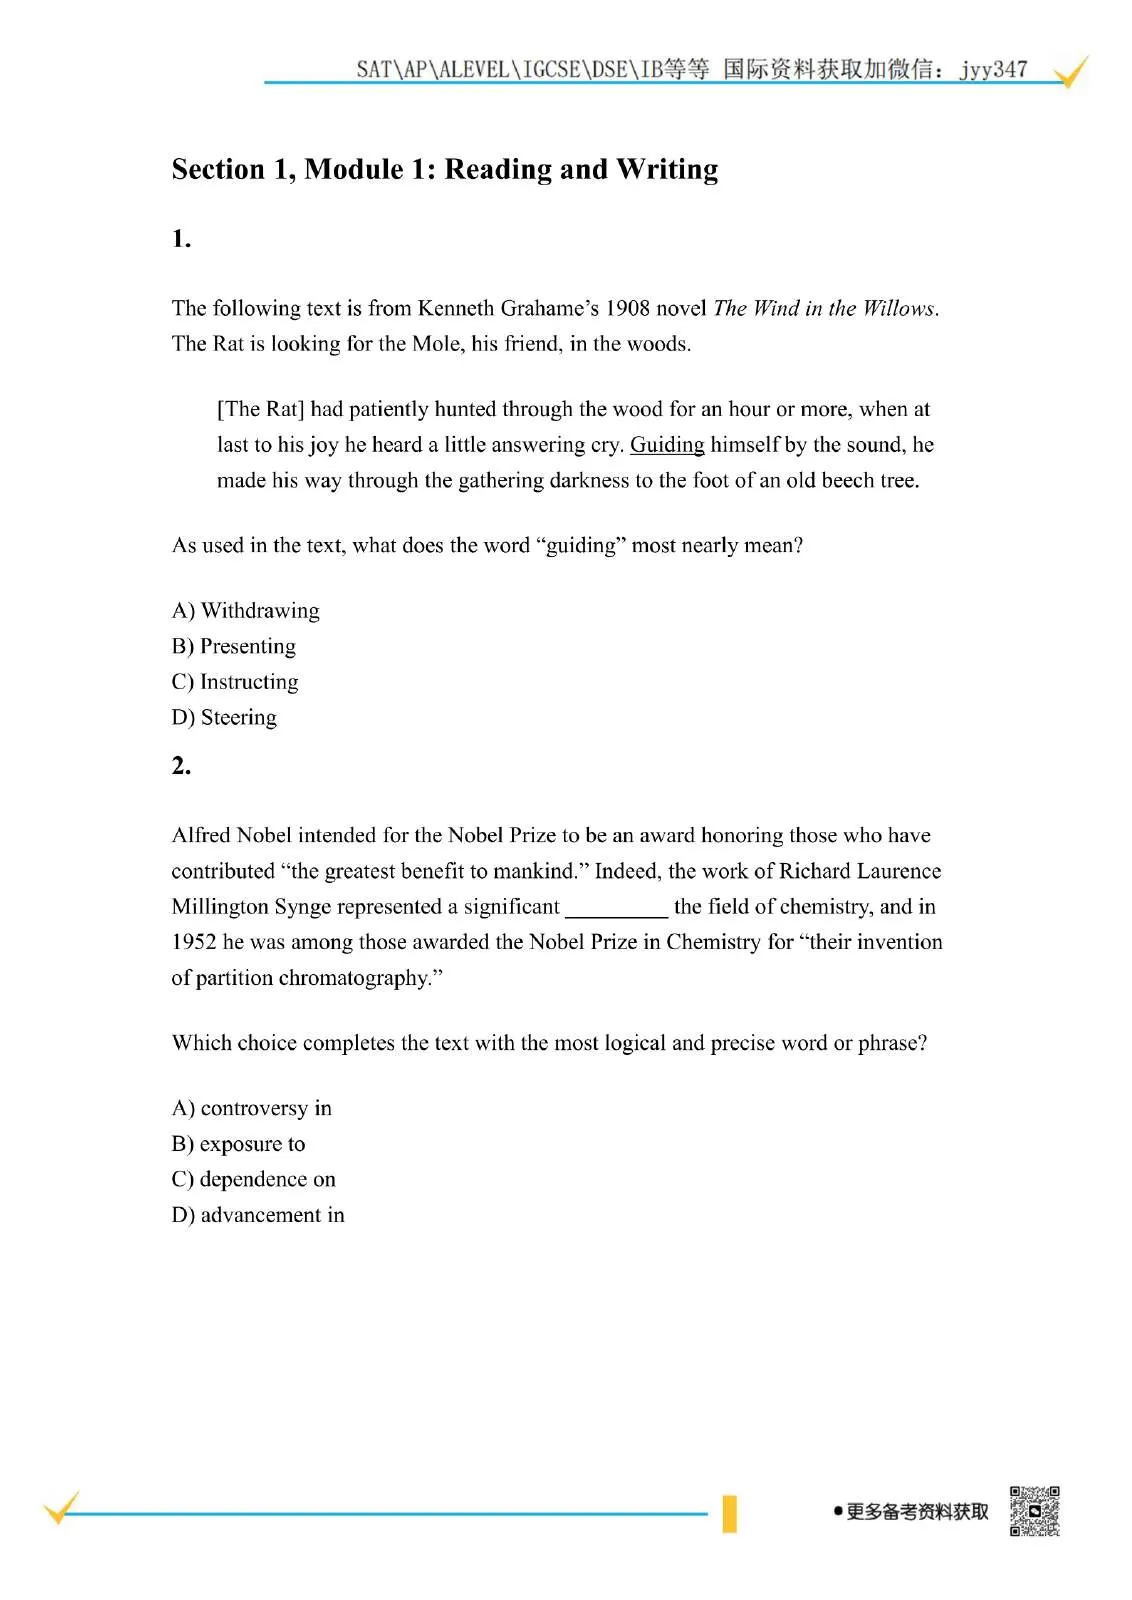 SAT\AP\ALEVEL\IGCSE\DSE\IB等等 国际资料获取加微信：jyy347
Section 1, Module 1: Reading and Writing
1.
The following text is from Kenneth Grahame’s 1908 novel The Wind in the Willows.
The Rat is looking for the Mole, his friend, in the woods.
[The Rat] had patiently hunted through the wood for an hour or more, when at
last to his joy he heard a little answering cry. Guiding himself by the sound, he
made his way through the gathering darkness to the foot of an old beech tree.
As used in the text, what does the word “guiding” most nearly mean?
A) Withdrawing
B) Presenting
C) Instructing
D) Steering
2.
Alfred Nobel intended for the Nobel Prize to be an award honoring those who have
contributed “the greatest benefit to mankind.” Indeed, the work of Richard Laurence
Millington Synge represented a significant _________ the field of chemistry, and in
1952 he was among those awarded the Nobel Prize in Chemistry for “their invention
of partition chromatography.”
Which choice completes the text with the most logical and precise word or phrase?
A) controversy in
B) exposure to
C) dependence on
D) advancement in
•更多备考资料获取